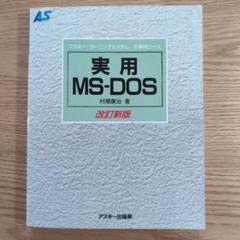 AS
アスキー・ラーニングシステム 応用コース
実用
MS-DOS
村瀬康治 著
改訂新版
アスキー出版局